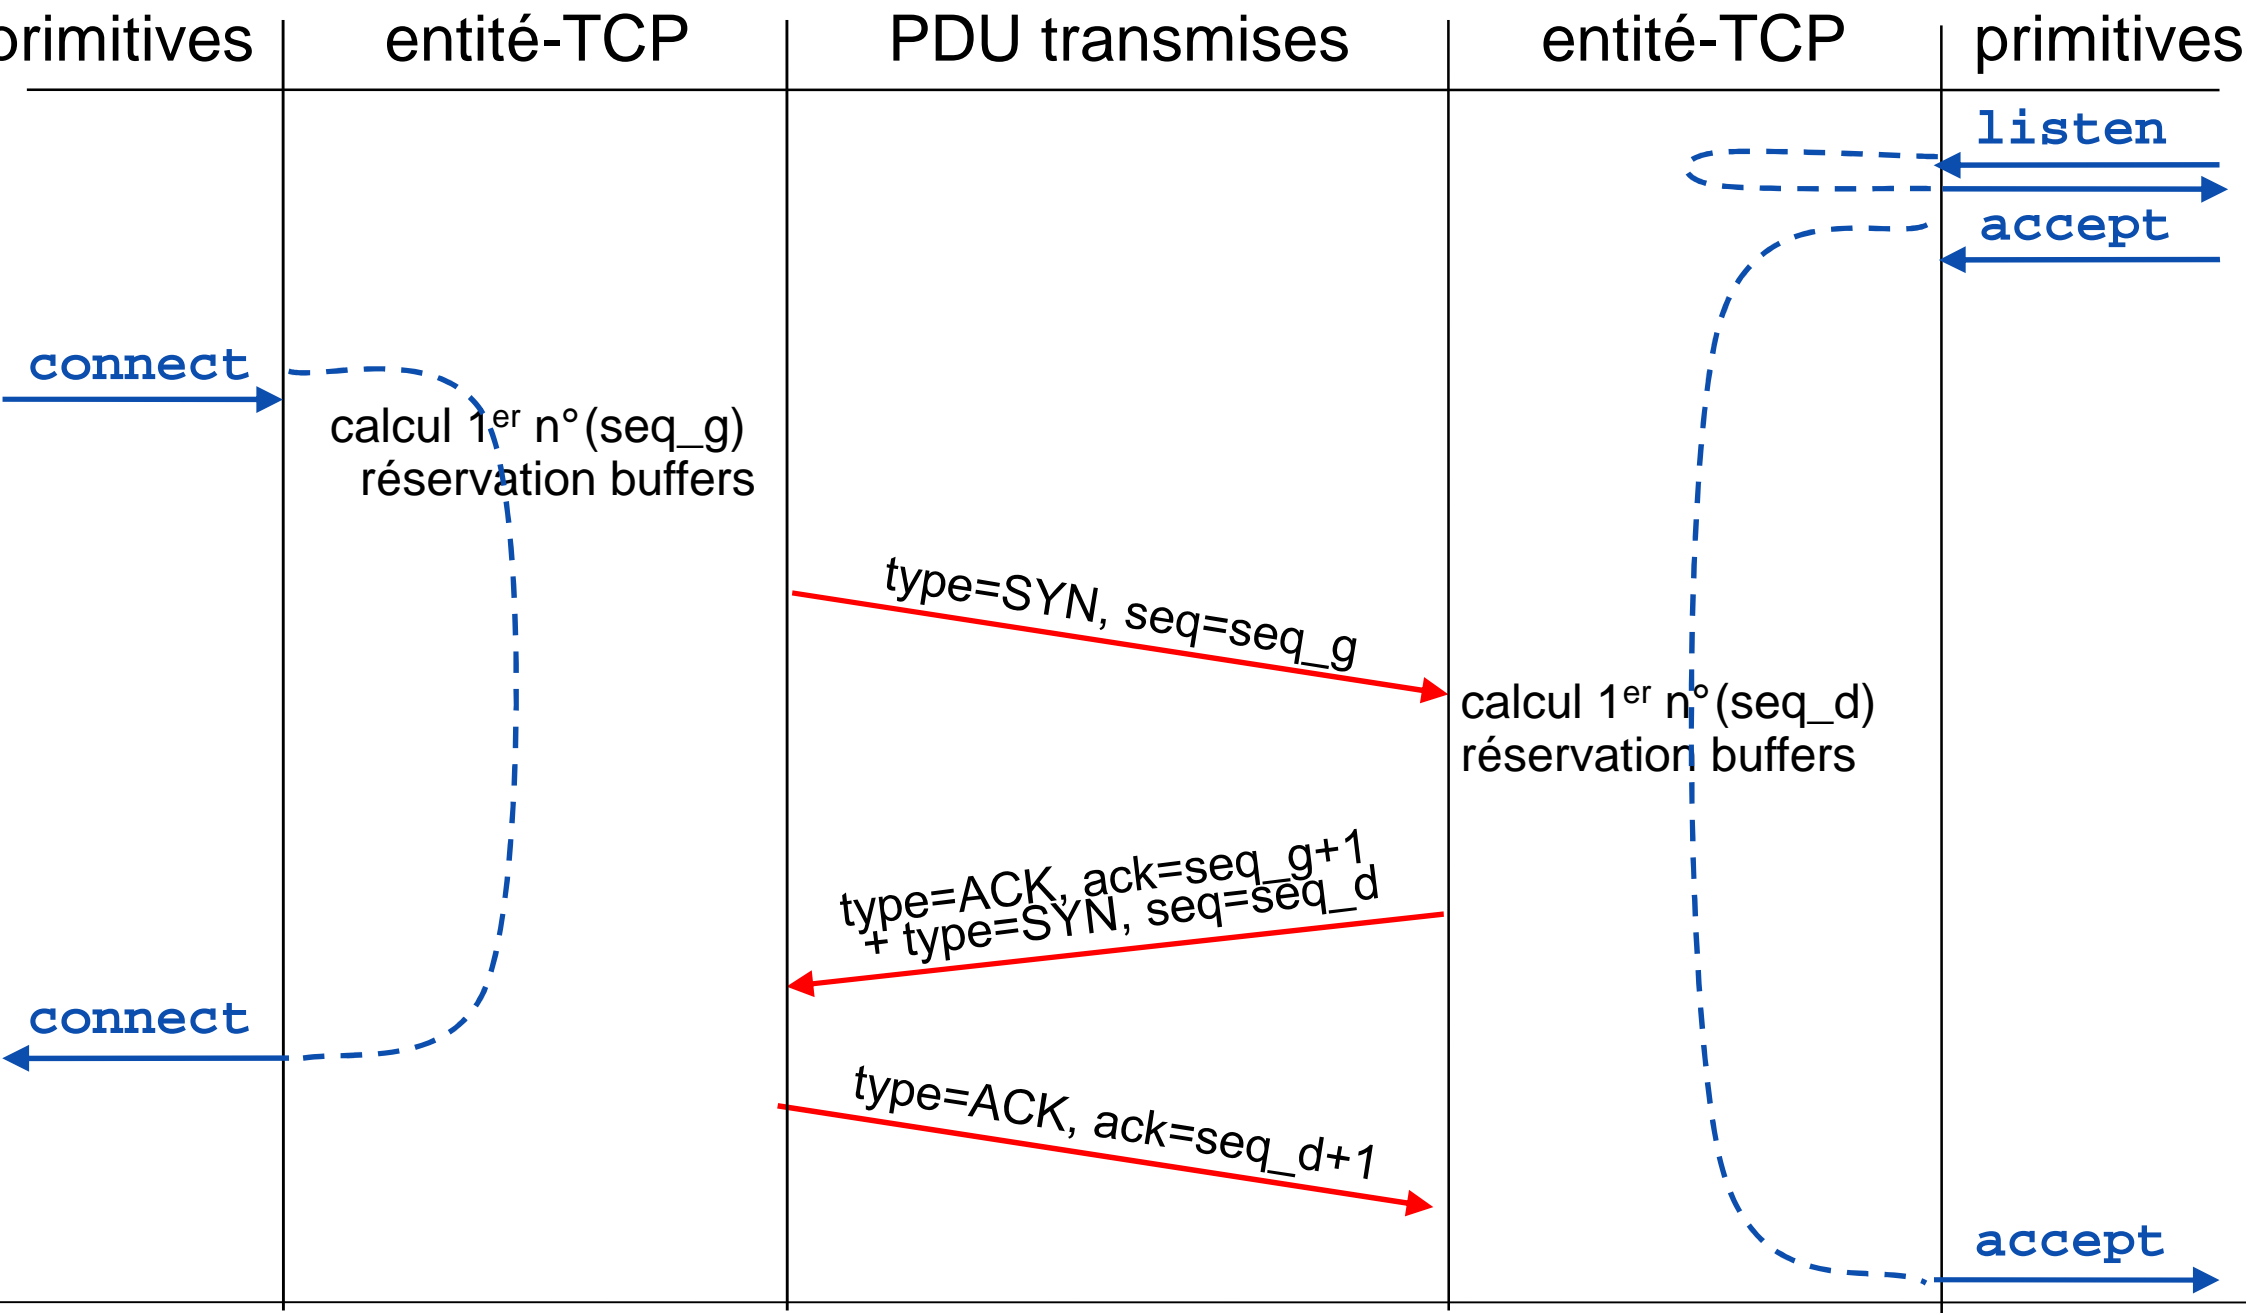 primitives entité-TCP PDU transmises entité-TCP primitives
listen
accept
connect
calcul 1er n°(seq_g)
réservation buffers
type=SYN, seq=seq_g
calcul 1er n°(seq_d)
réservation buffers
type=ACK, ack=seq_g+1
+ type=SYN, seq=seq_d
connect
type=ACK, ack=seq_d+1
accept